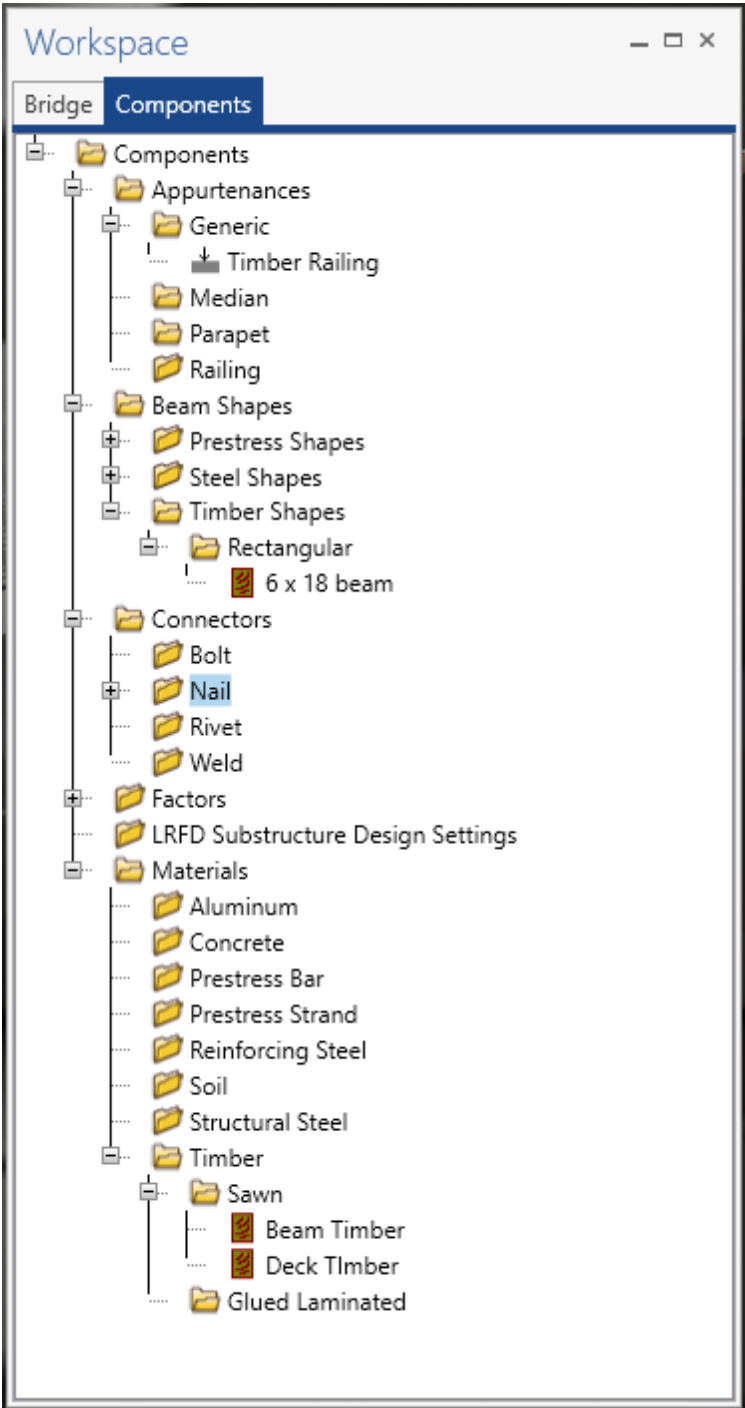 Workspace
Bridge Components
Components
Appurtenances
Generic
Timber Railing
Median
Parapet
Railing
Beam Shapes
Prestress Shapes
Steel Shapes
Timber Shapes
Rectangular
6 x 18 beam
Connectors
Bolt
Nail
Rivet
Weld
Factors
LRFD Substructure Design Settings
Materials
Aluminum
Concrete
Prestress Bar
Prestress Strand
Reinforcing Steel
Soil
Structural Steel
Timber
Sawn
Beam Timber
Deck TImber
Glued Laminated